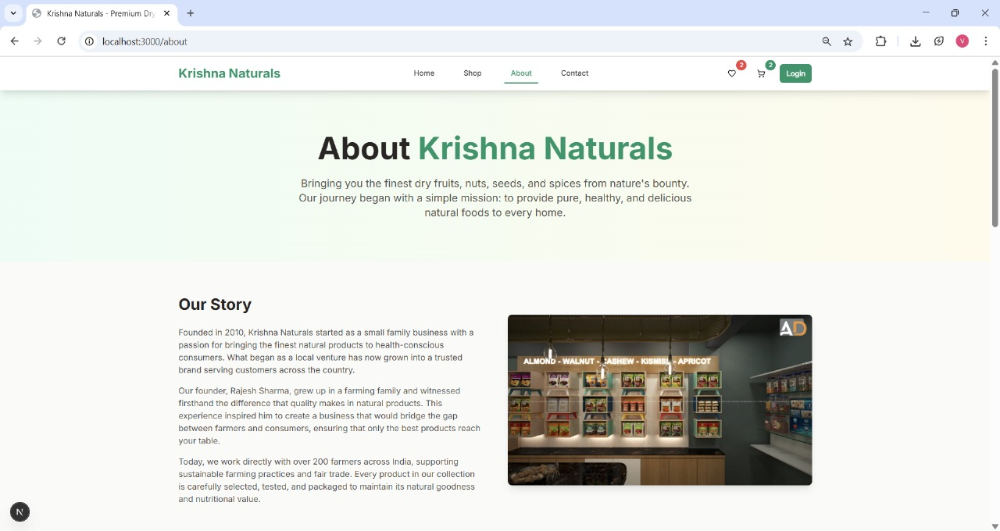 Krishna Naturals - Premium Dry
localhost:3000/about
V
Krishna Naturals
Home
Shop
About
Contact
2
2
Login
About Krishna Naturals
Bringing you the finest dry fruits, nuts, seeds, and spices from nature's bounty.
Our journey began with a simple mission: to provide pure, healthy, and delicious
natural foods to every home.
Our Story
Founded in 2010, Krishna Naturals started as a small family business with a
passion for bringing the finest natural products to health-conscious
consumers. What began as a local venture has now grown into a trusted
brand serving customers across the country.
Our founder, Rajesh Sharma, grew up in a farming family and witnessed
firsthand the difference that quality makes in natural products. This
experience inspired him to create a business that would bridge the gap
between farmers and consumers, ensuring that only the best products reach
your table.
Today, we work directly with over 200 farmers across India, supporting
sustainable farming practices and fair trade. Every product in our collection
is carefully selected, tested, and packaged to maintain its natural goodness
and nutritional value.
AD
ALMOND - WALNUT - CASHEW - KISMISH - APRICOT
N